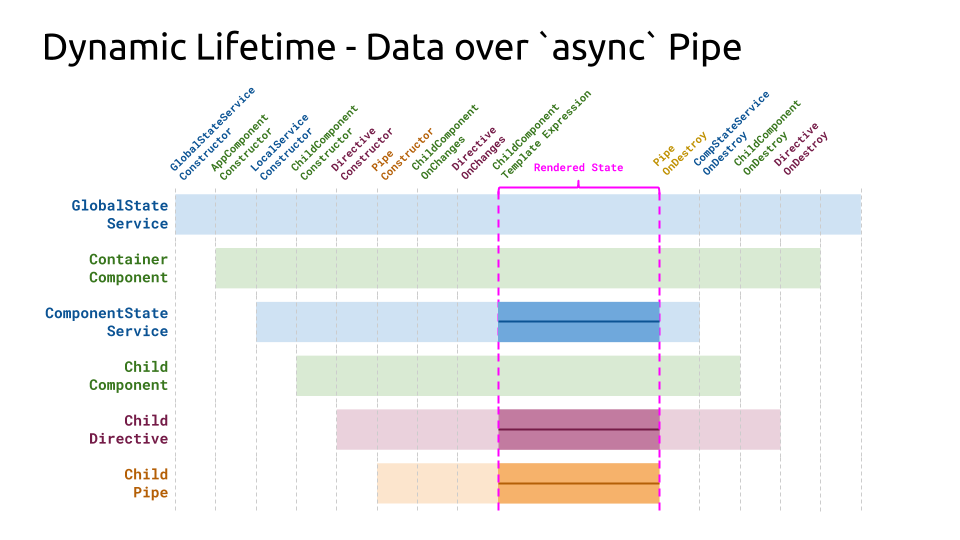 Dynamic Lifetime - Data over `async` Pipe
GlobalStateService
Constructor
AppComponent
Constructor
LocalService
Constructor
ChildComponent
Constructor
Directive
Constructor
Pipe
Constructor
ChildComponent
OnChanges
Directive
OnChanges
ChildComponent
Template Expression
Rendered State
Pipe
OnDestroy
CompStateService
OnDestroy
ChildComponent
OnDestroy
Directive
OnDestroy
GlobalState
Service
Container
Component
ComponentState
Service
Child
Component
Child
Directive
Child
Pipe